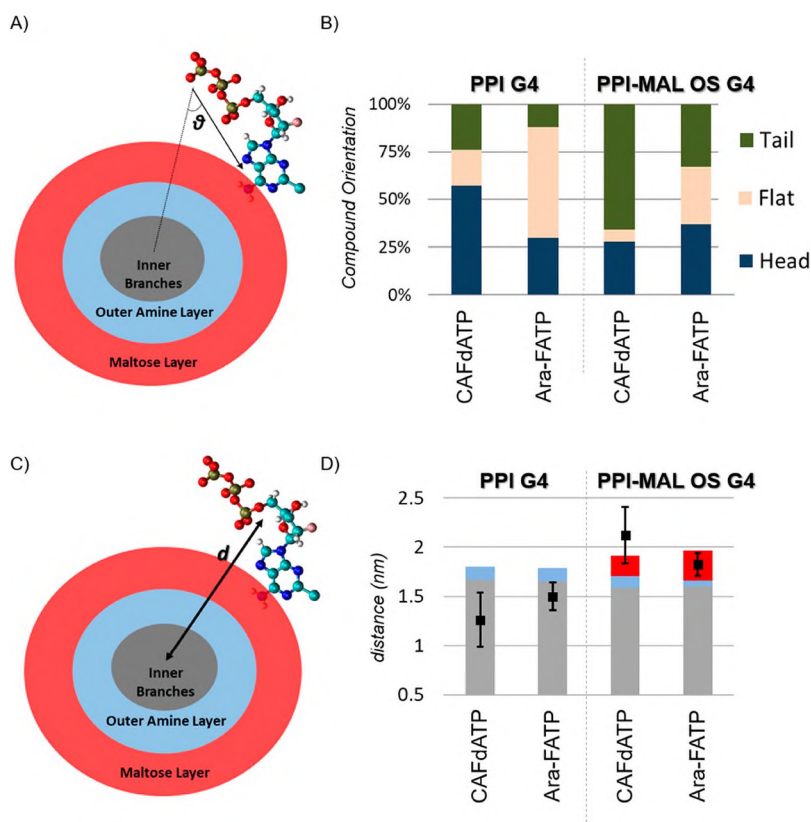 A)
ϑ
Inner
Branches
Outer Amine Layer
Maltose Layer
B)
PPI G4
PPI-MAL OS G4
Compound Orientation
100%
75%
50%
25%
0%
CAFdATP
Ara-FATP
CAFdATP
Ara-FATP
Tail
Flat
Head
C)
d
Inner
Branches
Outer Amine Layer
Maltose Layer
D)
PPI G4
PPI-MAL OS G4
distance (nm)
2.5
2
1.5
1
0.5
CAFdATP
Ara-FATP
CAFdATP
Ara-FATP